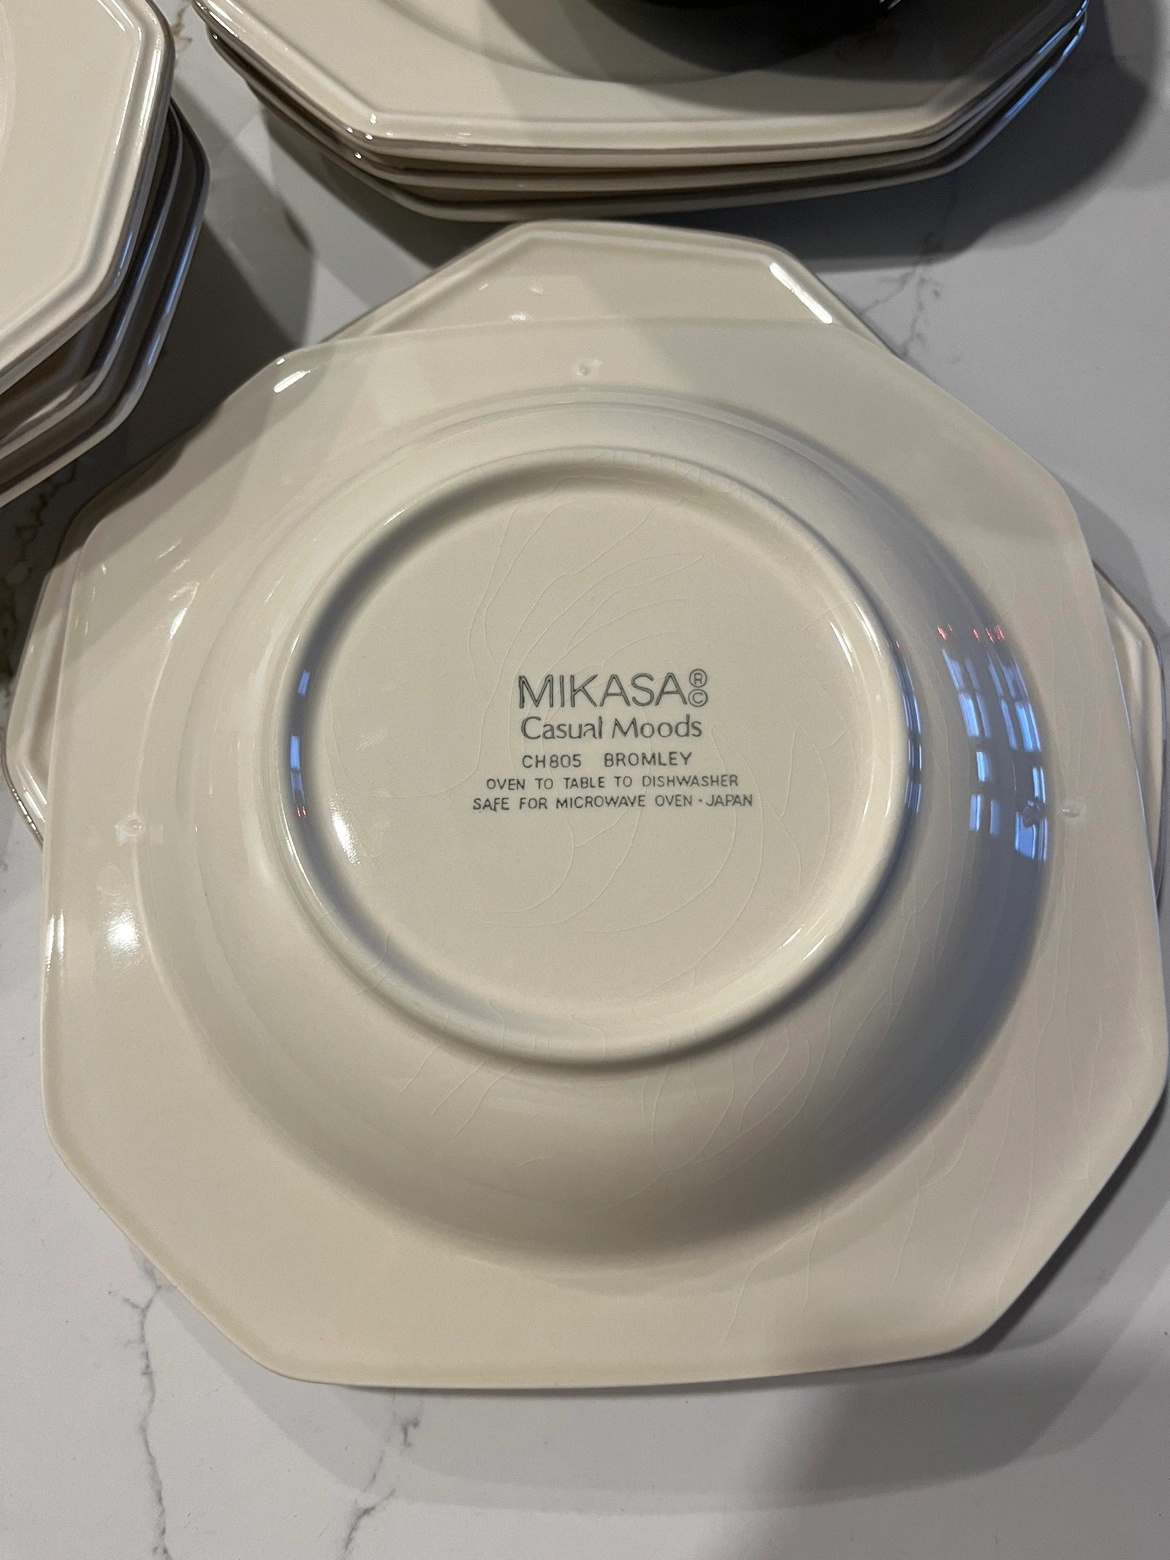 MIKASA®©
Casual Moods
CH805 BROMLEY
OVEN TO TABLE TO DISHWASHER
SAFE FOR MICROWAVE OVEN · JAPAN